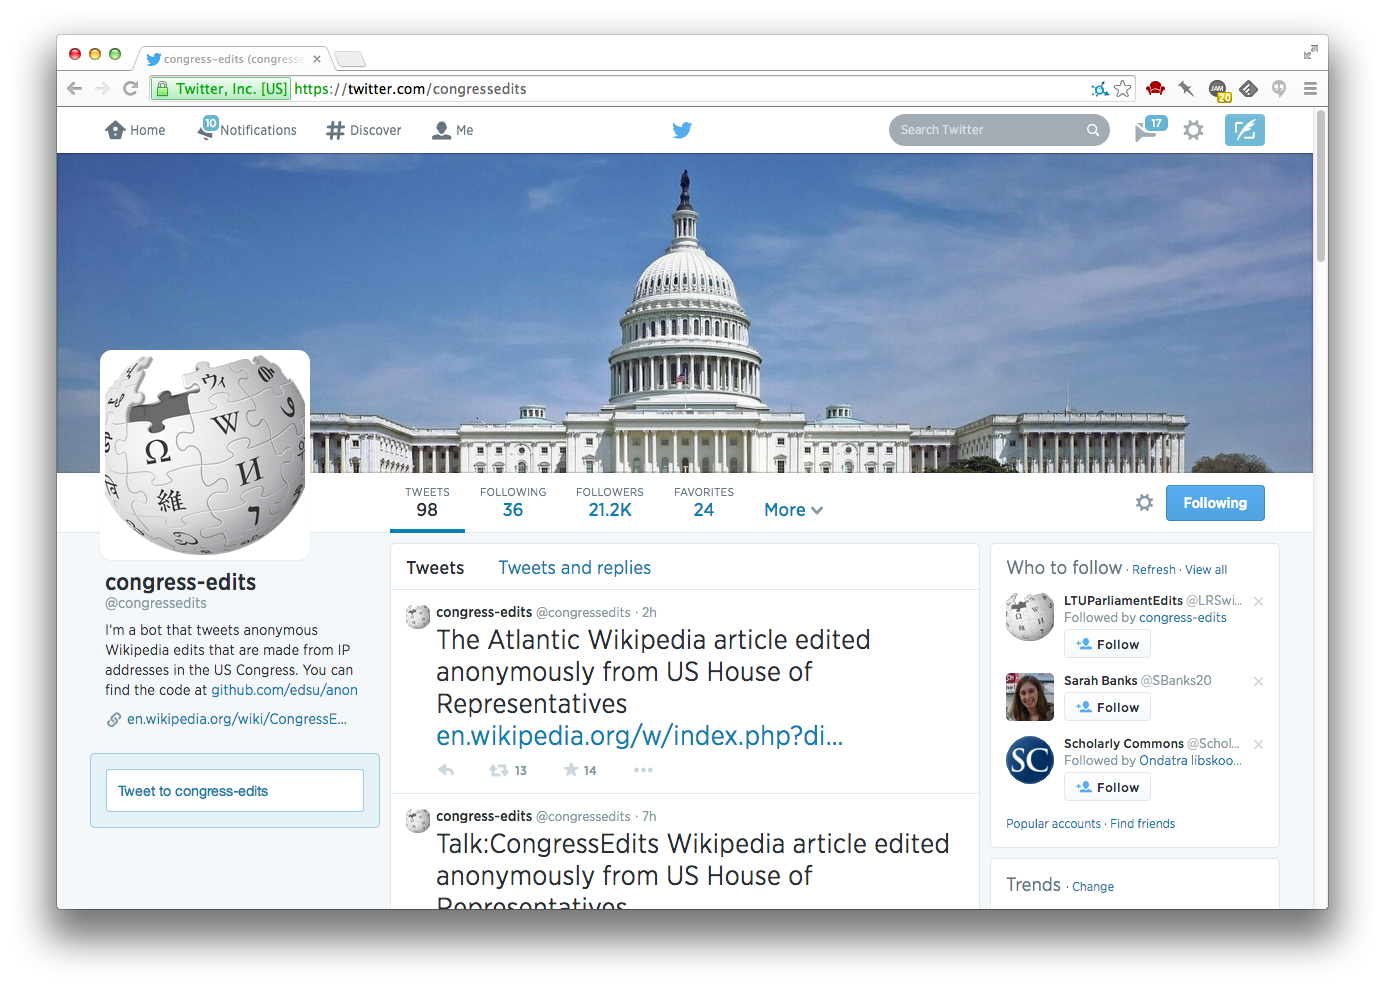 congress-edits (congresse
Twitter, Inc. [US] https://twitter.com/congressedits
JAM
20
Home
10
Notifications
Discover
Me
Search Twitter
17
ウィ
W
Ω
И
維
TWEETS
98
FOLLOWING
36
FOLLOWERS
21.2K
FAVORITES
24
More
Following
congress-edits
@congressedits
I'm a bot that tweets anonymous
Wikipedia edits that are made from IP
addresses in the US Congress. You can
find the code at github.com/edsu/anon
en.wikipedia.org/wiki/CongressE...
Tweet to congress-edits
Tweets Tweets and replies
congress-edits @congressedits · 2h
The Atlantic Wikipedia article edited
anonymously from US House of
Representatives
en.wikipedia.org/w/index.php?di...
13
14
congress-edits @congressedits · 7h
Talk:CongressEdits Wikipedia article edited
anonymously from US House of
Representatives
Who to follow · Refresh · View all
LTUParliamentEdits @LRSwi...
Followed by congress-edits
Follow
Sarah Banks @SBanks20
Follow
SC
Scholarly Commons @Schol...
Followed by Ondatra libskoo...
Follow
Popular accounts · Find friends
Trends · Change